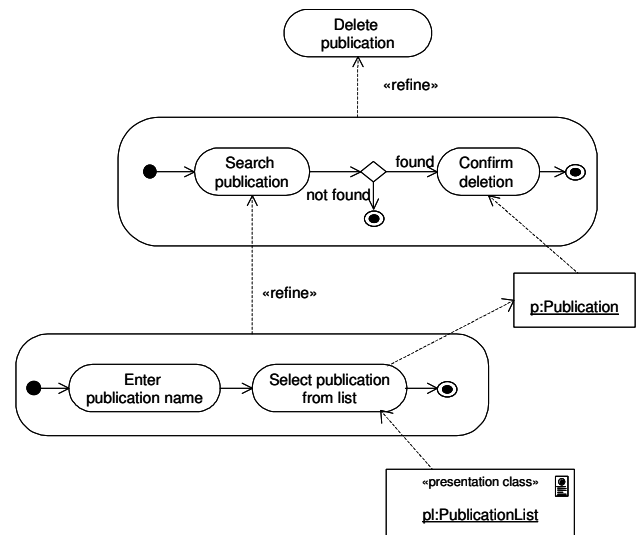 Delete
publication
«refine»
Search
publication
found
Confirm
deletion
not found
«refine»
p:Publication
Enter
publication name
Select publication
from list
«presentation class»
pl:PublicationList